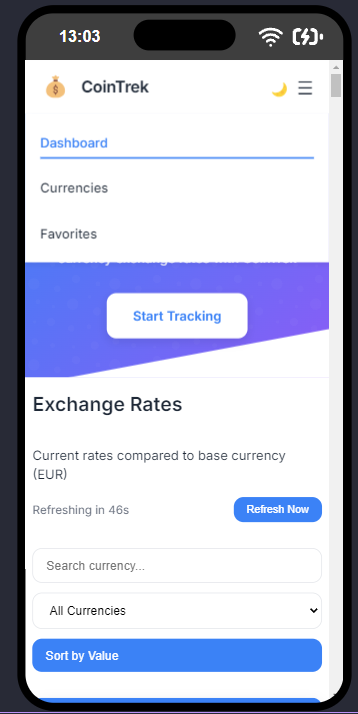 13:03
CoinTrek
Dashboard
Currencies
Favorites
Start Tracking
Exchange Rates
Current rates compared to base currency
(EUR)
Refreshing in 46s
Refresh Now
Search currency...
All Currencies
Sort by Value